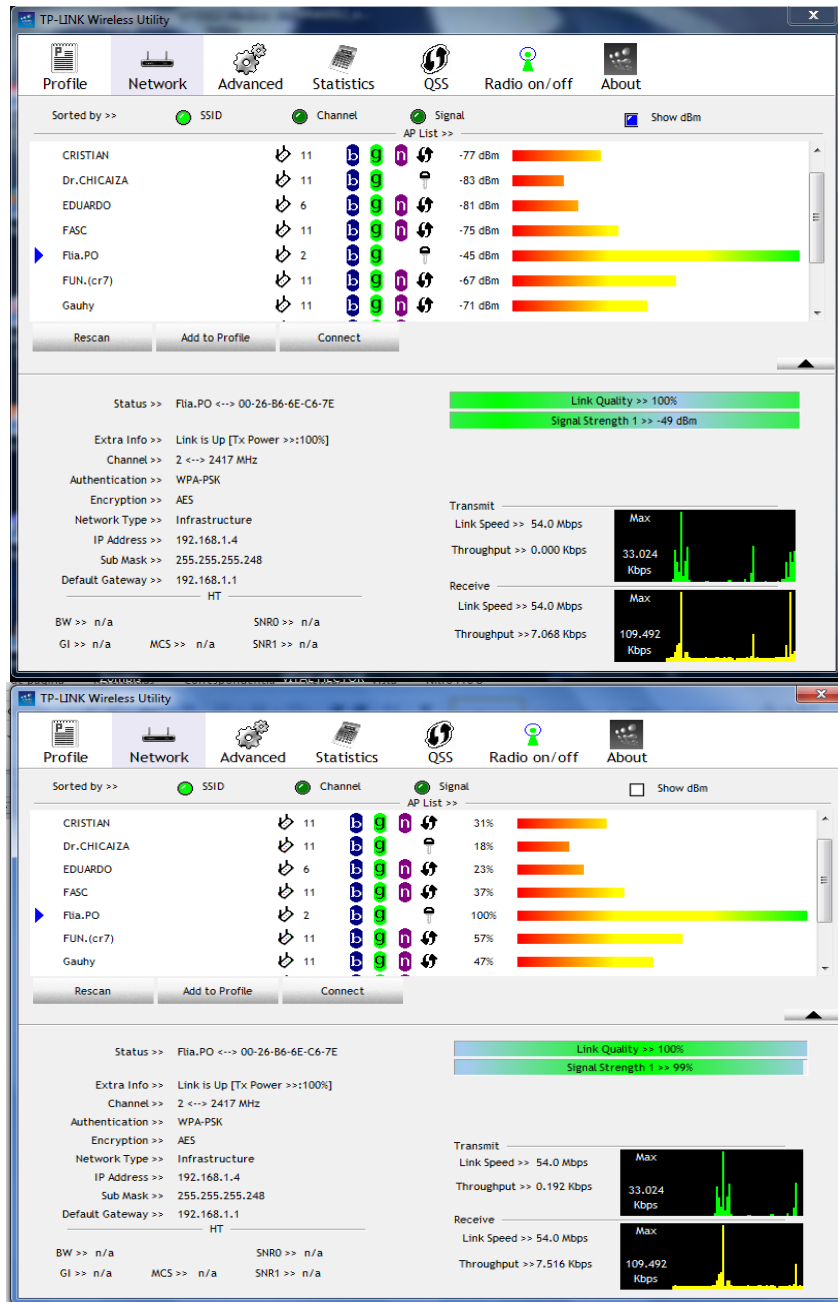 TP-LINK Wireless Utility
Profile Network Advanced Statistics QSS Radio on/off About
Sorted by >> SSID Channel Signal Show dBm
AP List >>
CRISTIAN 11 b g n -77 dBm
Dr.CHICAIZA 11 b g -83 dBm
EDUARDO 6 b g n -81 dBm
FASC 11 b g n -75 dBm
Flia.PO 2 b g -45 dBm
FUN.(cr7) 11 b g n -67 dBm
Gauhy 11 b g n -71 dBm
Rescan Add to Profile Connect
Status >> Flia.PO <--> 00-26-B6-6E-C6-7E
Extra Info >> Link is Up [Tx Power >>:100%]
Channel >> 2 <--> 2417 MHz
Authentication >> WPA-PSK
Encryption >> AES
Network Type >> Infrastructure
IP Address >> 192.168.1.4
Sub Mask >> 255.255.255.248
Default Gateway >> 192.168.1.1
HT
BW >> n/a SNR0 >> n/a
GI >> n/a MCS >> n/a SNR1 >> n/a
Link Quality >> 100%
Signal Strength 1 >> -49 dBm
Transmit
Link Speed >> 54.0 Mbps
Throughput >> 0.000 Kbps
Max
33.024
Kbps
Receive
Link Speed >> 54.0 Mbps
Throughput >>7.068 Kbps
Max
109.492
Kbps
TP-LINK Wireless Utility
Profile Network Advanced Statistics QSS Radio on/off About
Sorted by >> SSID Channel Signal Show dBm
AP List >>
CRISTIAN 11 b g n 31%
Dr.CHICAIZA 11 b g 18%
EDUARDO 6 b g n 23%
FASC 11 b g n 37%
Flia.PO 2 b g 100%
FUN.(cr7) 11 b g n 57%
Gauhy 11 b g n 47%
Rescan Add to Profile Connect
Status >> Flia.PO <--> 00-26-B6-6E-C6-7E
Extra Info >> Link is Up [Tx Power >>:100%]
Channel >> 2 <--> 2417 MHz
Authentication >> WPA-PSK
Encryption >> AES
Network Type >> Infrastructure
IP Address >> 192.168.1.4
Sub Mask >> 255.255.255.248
Default Gateway >> 192.168.1.1
HT
BW >> n/a SNR0 >> n/a
GI >> n/a MCS >> n/a SNR1 >> n/a
Link Quality >> 100%
Signal Strength 1 >> 99%
Transmit
Link Speed >> 54.0 Mbps
Throughput >> 0.192 Kbps
Max
33.024
Kbps
Receive
Link Speed >> 54.0 Mbps
Throughput >>7.516 Kbps
Max
109.492
Kbps